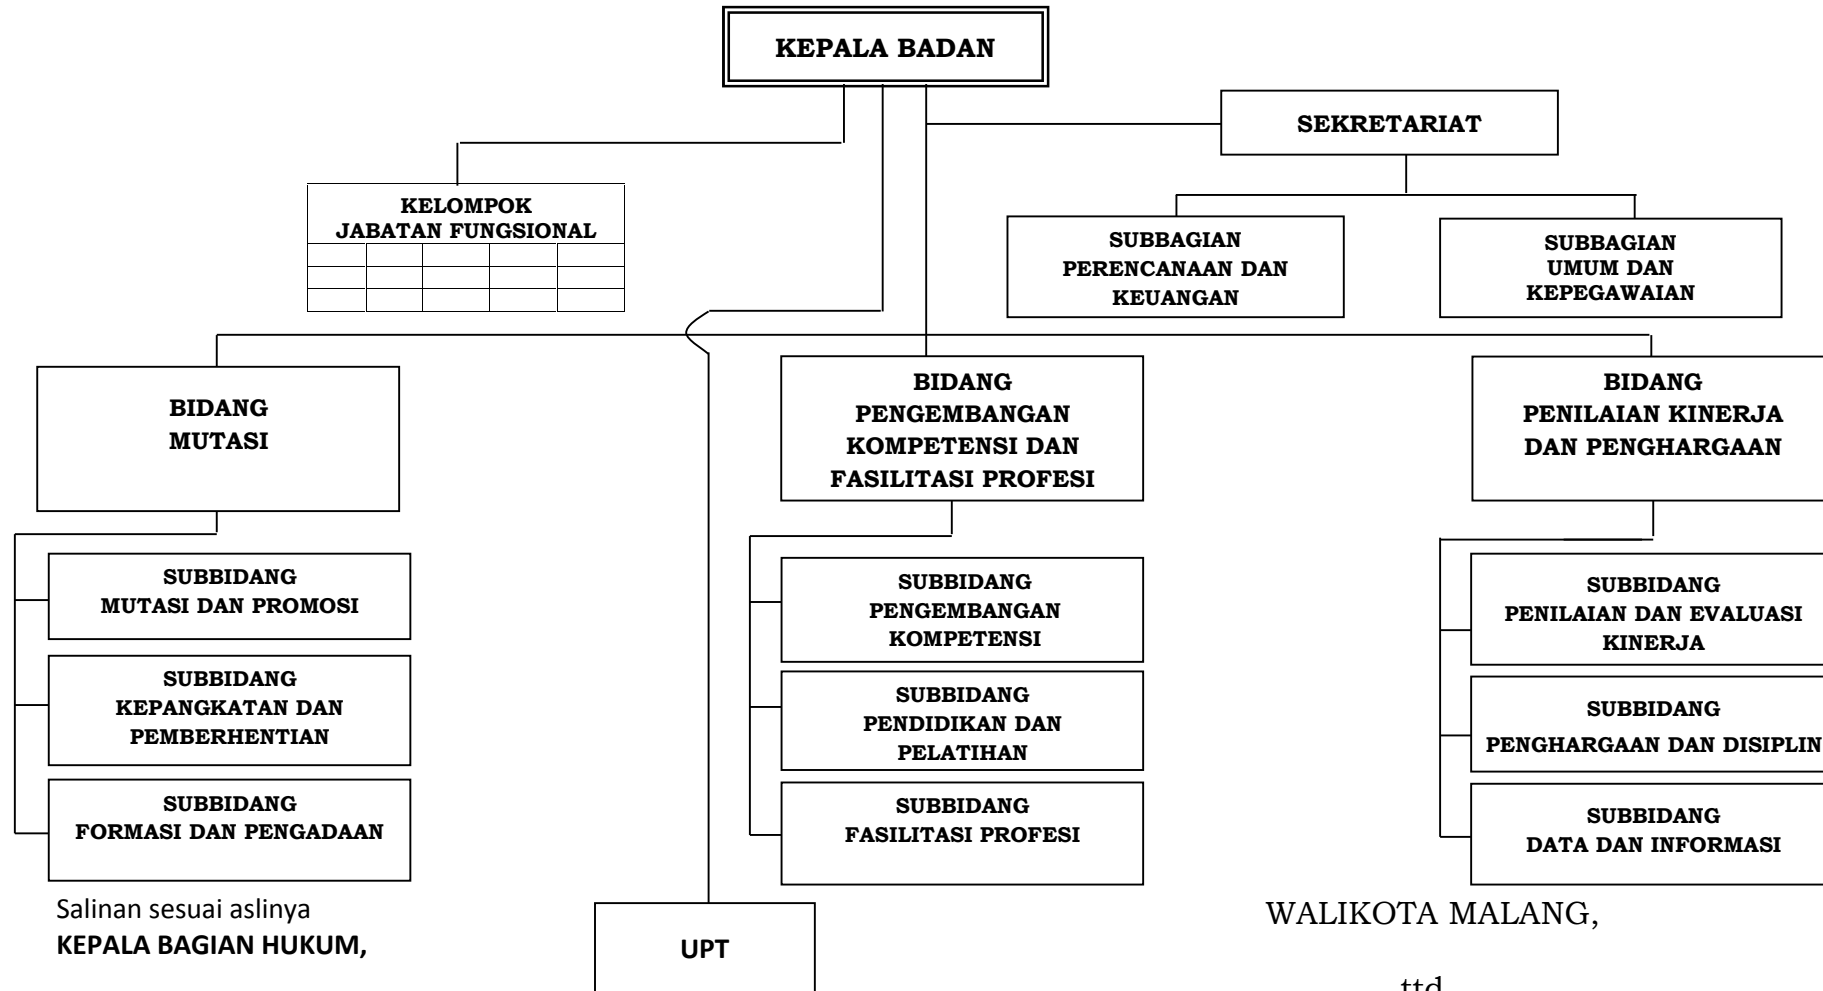 KEPALA BADAN
SEKRETARIAT
KELOMPOK
JABATAN FUNGSIONAL
SUBBAGIAN
PERENCANAAN DAN
KEUANGAN
SUBBAGIAN
UMUM DAN
KEPEGAWAIAN
BIDANG
MUTASI
BIDANG
PENGEMBANGAN
KOMPETENSI DAN
FASILITASI PROFESI
BIDANG
PENILAIAN KINERJA
DAN PENGHARGAAN
SUBBIDANG
MUTASI DAN PROMOSI
SUBBIDANG
KEPANGKATAN DAN
PEMBERHENTIAN
SUBBIDANG
FORMASI DAN PENGADAAN
SUBBIDANG
PENGEMBANGAN
KOMPETENSI
SUBBIDANG
PENDIDIKAN DAN
PELATIHAN
SUBBIDANG
FASILITASI PROFESI
SUBBIDANG
PENILAIAN DAN EVALUASI
KINERJA
SUBBIDANG
PENGHARGAAN DAN DISIPLIN
SUBBIDANG
DATA DAN INFORMASI
Salinan sesuai aslinya
KEPALA BAGIAN HUKUM,
UPT
WALIKOTA MALANG,
ttd